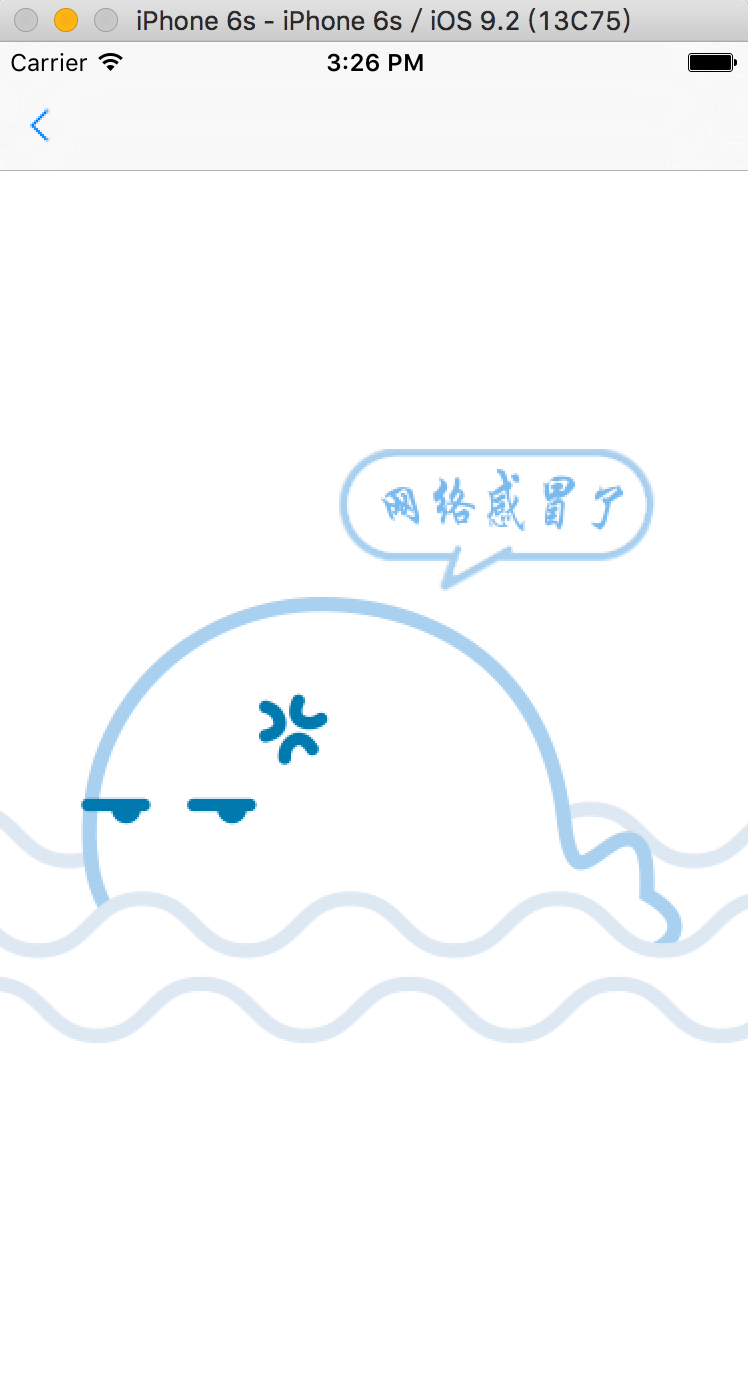 iPhone 6s - iPhone 6s / iOS 9.2 (13C75)
Carrier 3:26 PM
网络感冒了